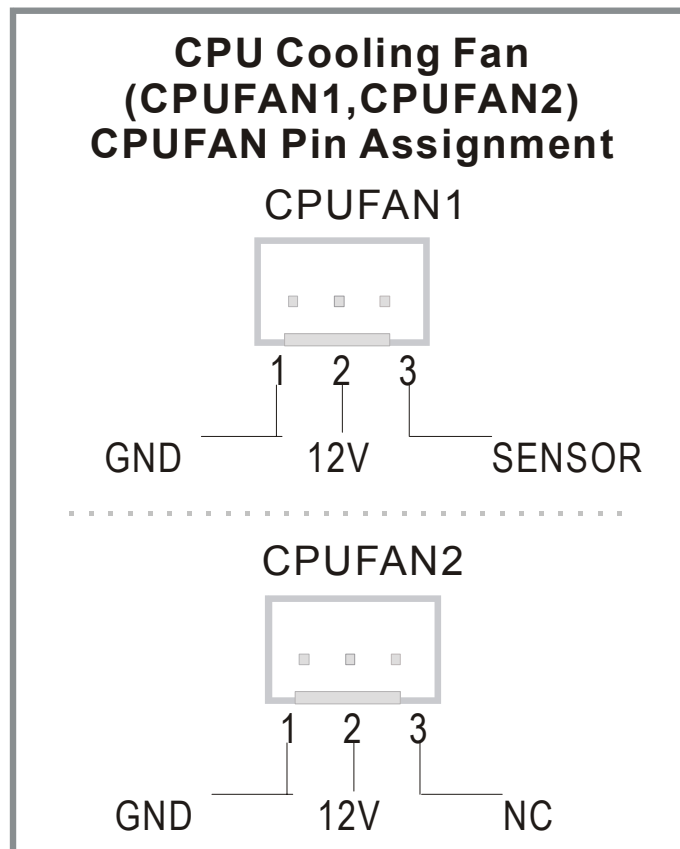 CPU Cooling Fan
(CPUFAN1,CPUFAN2)
CPUFAN Pin Assignment
CPUFAN1
1 2 3
GND 12V SENSOR
CPUFAN2
1 2 3
GND 12V NC